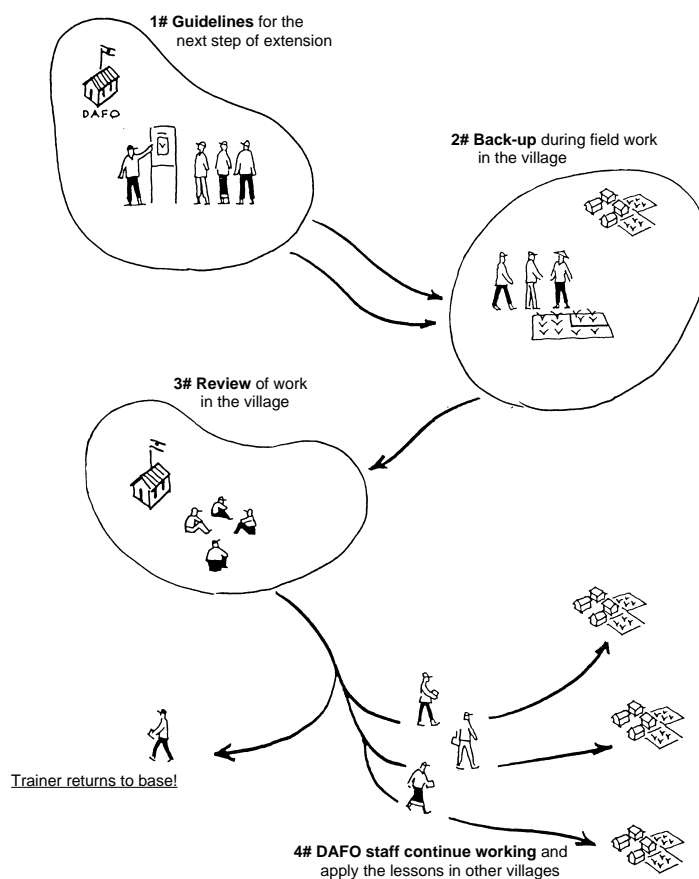 1# Guidelines for the
next step of extension
DAFO
2# Back-up during field work
in the village
3# Review of work
in the village
Trainer returns to base!
4# DAFO staff continue working and
apply the lessons in other villages